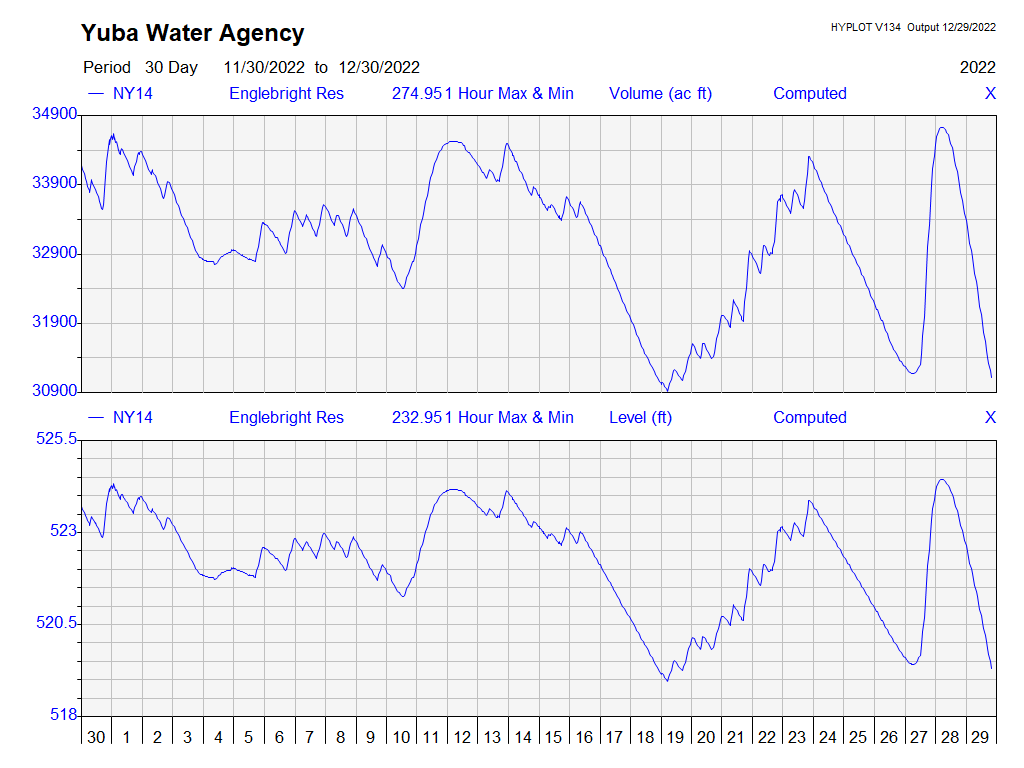 Yuba Water Agency
HYPLOT V134 Output 12/29/2022
Period 30 Day 11/30/2022 to 12/30/2022 2022
NY14 Englebright Res 274.951 Hour Max & Min Volume (ac ft) Computed X
34900
33900
32900
31900
30900
NY14 Englebright Res 232.951 Hour Max & Min Level (ft) Computed X
525.5
523
520.5
518
30 1 2 3 4 5 6 7 8 9 10 11 12 13 14 15 16 17 18 19 20 21 22 23 24 25 26 27 28 29